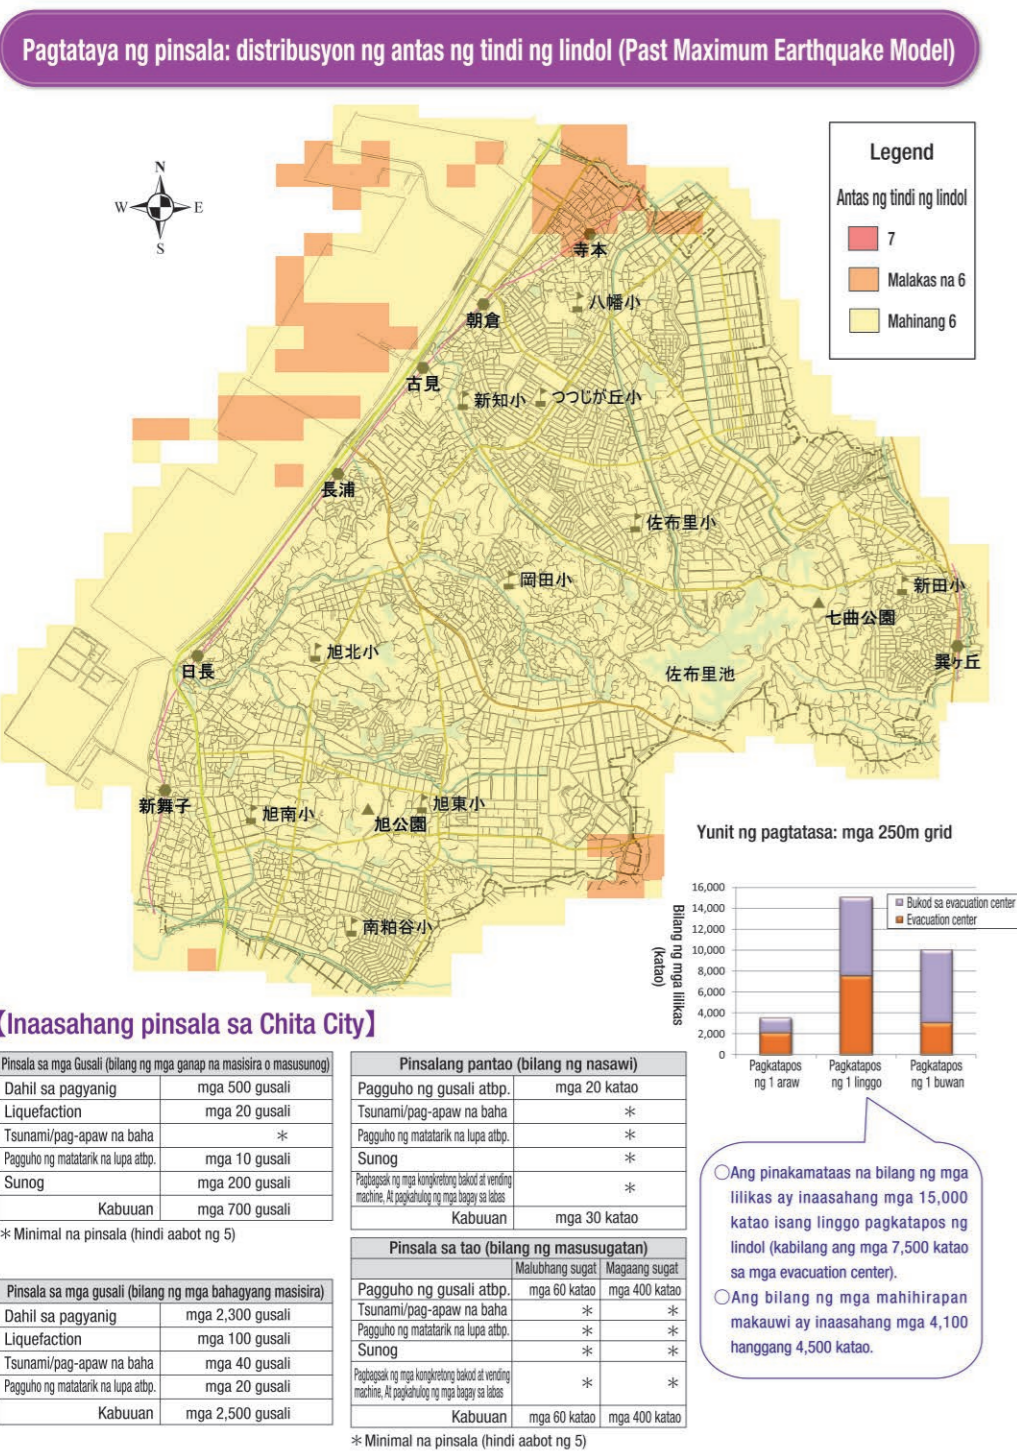 Pagtataya ng pinsala: distribusyon ng antas ng tindi ng lindol (Past Maximum Earthquake Model)
N
W
E
S
Legend
Antas ng tindi ng lindol
7
Malakas na 6
Mahinang 6
寺本
八幡小
朝倉
古見
新知小
つつじが丘小
長浦
佐布里小
岡田小
新田小
七曲公園
旭北小
日長
巽ヶ丘
佐布里池
新舞子
旭南小
旭公園
旭東小
南粕谷小
Yunit ng pagtatasa: mga 250m grid
Bilang ng mga lilikas
(katao)
16,000
14,000
12,000
10,000
8,000
6,000
4,000
2,000
0
Bukod sa evacuation center
Evacuation center
Pagkatapos
ng 1 araw
Pagkatapos
ng 1 linggo
Pagkatapos
ng 1 buwan
【Inaasahang pinsala sa Chita City】
Pinsala sa mga Gusali (bilang ng mga ganap na masisira o masusunog)
Dahil sa pagyanig mga 500 gusali
Liquefaction mga 20 gusali
Tsunami/pag-apaw na baha ＊
Pagguho ng matatarik na lupa atbp. mga 10 gusali
Sunog mga 200 gusali
Kabuuan mga 700 gusali
＊Minimal na pinsala (hindi aabot ng 5)
Pinsala sa mga gusali (bilang ng mga bahagyang masisira)
Dahil sa pagyanig mga 2,300 gusali
Liquefaction mga 100 gusali
Tsunami/pag-apaw na baha mga 40 gusali
Pagguho ng matatarik na lupa atbp. mga 20 gusali
Kabuuan mga 2,500 gusali
Pinsalang pantao (bilang ng nasawi)
Pagguho ng gusali atbp. mga 20 katao
Tsunami/pag-apaw na baha ＊
Pagguho ng matatarik na lupa atbp. ＊
Sunog ＊
Pagbagsak ng mga kongkretong bakod at vending
machine, At pagkahulog ng mga bagay sa labas ＊
Kabuuan mga 30 katao
Pinsala sa tao (bilang ng masusugatan)
Malubhang sugat Magaang sugat
Pagguho ng gusali atbp. mga 60 katao mga 400 katao
Tsunami/pag-apaw na baha ＊ ＊
Pagguho ng matatarik na lupa atbp. ＊ ＊
Sunog ＊ ＊
Pagbagsak ng mga kongkretong bakod at vending
machine, At pagkahulog ng mga bagay sa labas ＊ ＊
Kabuuan mga 60 katao mga 400 katao
＊Minimal na pinsala (hindi aabot ng 5)
○Ang pinakamataas na bilang ng mga
lilikas ay inaasahang mga 15,000
katao isang linggo pagkatapos ng
lindol (kabilang ang mga 7,500 katao
sa mga evacuation center).
○Ang bilang ng mga mahihirapan
makauwi ay inaasahang mga 4,100
hanggang 4,500 katao.